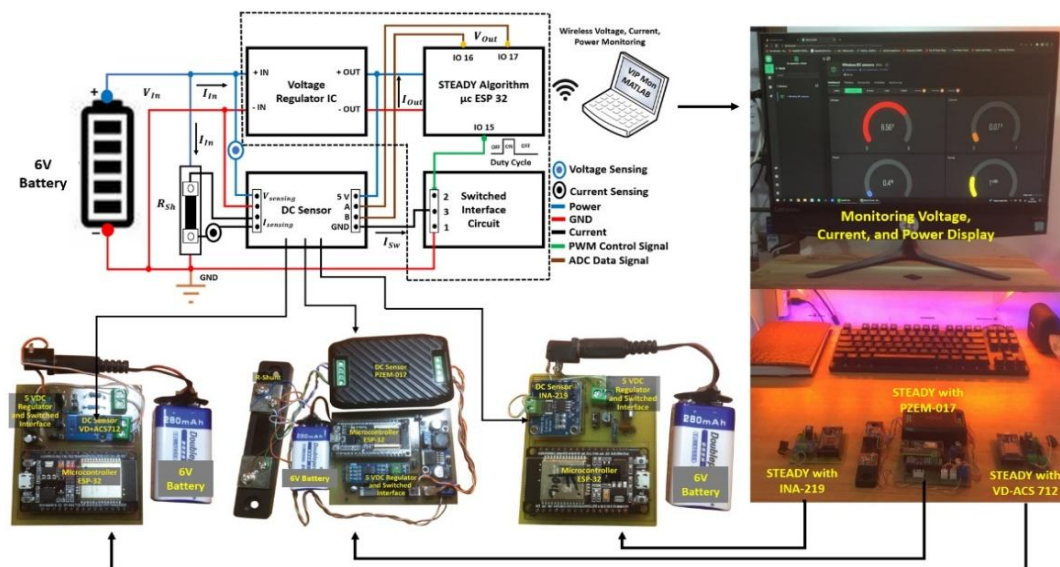 Wireless Voltage, Current,
Power Monitoring
VIP Mon
MATLAB
V_Out
IO 16
IO 17
STEADY Algorithm
µc ESP 32
IO 15
+ OUT
- OUT
I_Out
Voltage
Regulator IC
+ IN
- IN
V_In
I_In
I_In
+
6V
Battery
−
R_Sh
GND
V_sensing
I_sensing
DC Sensor
5 V
A
B
GND
I_Sw
OFF ON OFF
Duty Cycle
2
3
1
Switched
Interface
Circuit
Voltage Sensing
Current Sensing
Power
GND
Current
PWM Control Signal
ADC Data Signal
Monitoring Voltage,
Current, and Power Display
STEADY with
PZEM-017
STEADY with
INA-219
STEADY with
VD-ACS 712
5 VDC
Regulator
and Switched
Interface
DC Sensor
VD+ACS712
Microcontroller
ESP-32
280mAh
6V
Battery
R-Shunt
DC Sensor
PZEM-017
280mAh
6V Battery
Microcontroller
ESP-32
5 VDC Regulator
and Switched
Interface
DC Sensor
INA-219
5 VDC
Regulator
and Switched
Interface
Microcontroller
ESP-32
280mAh
6V
Battery